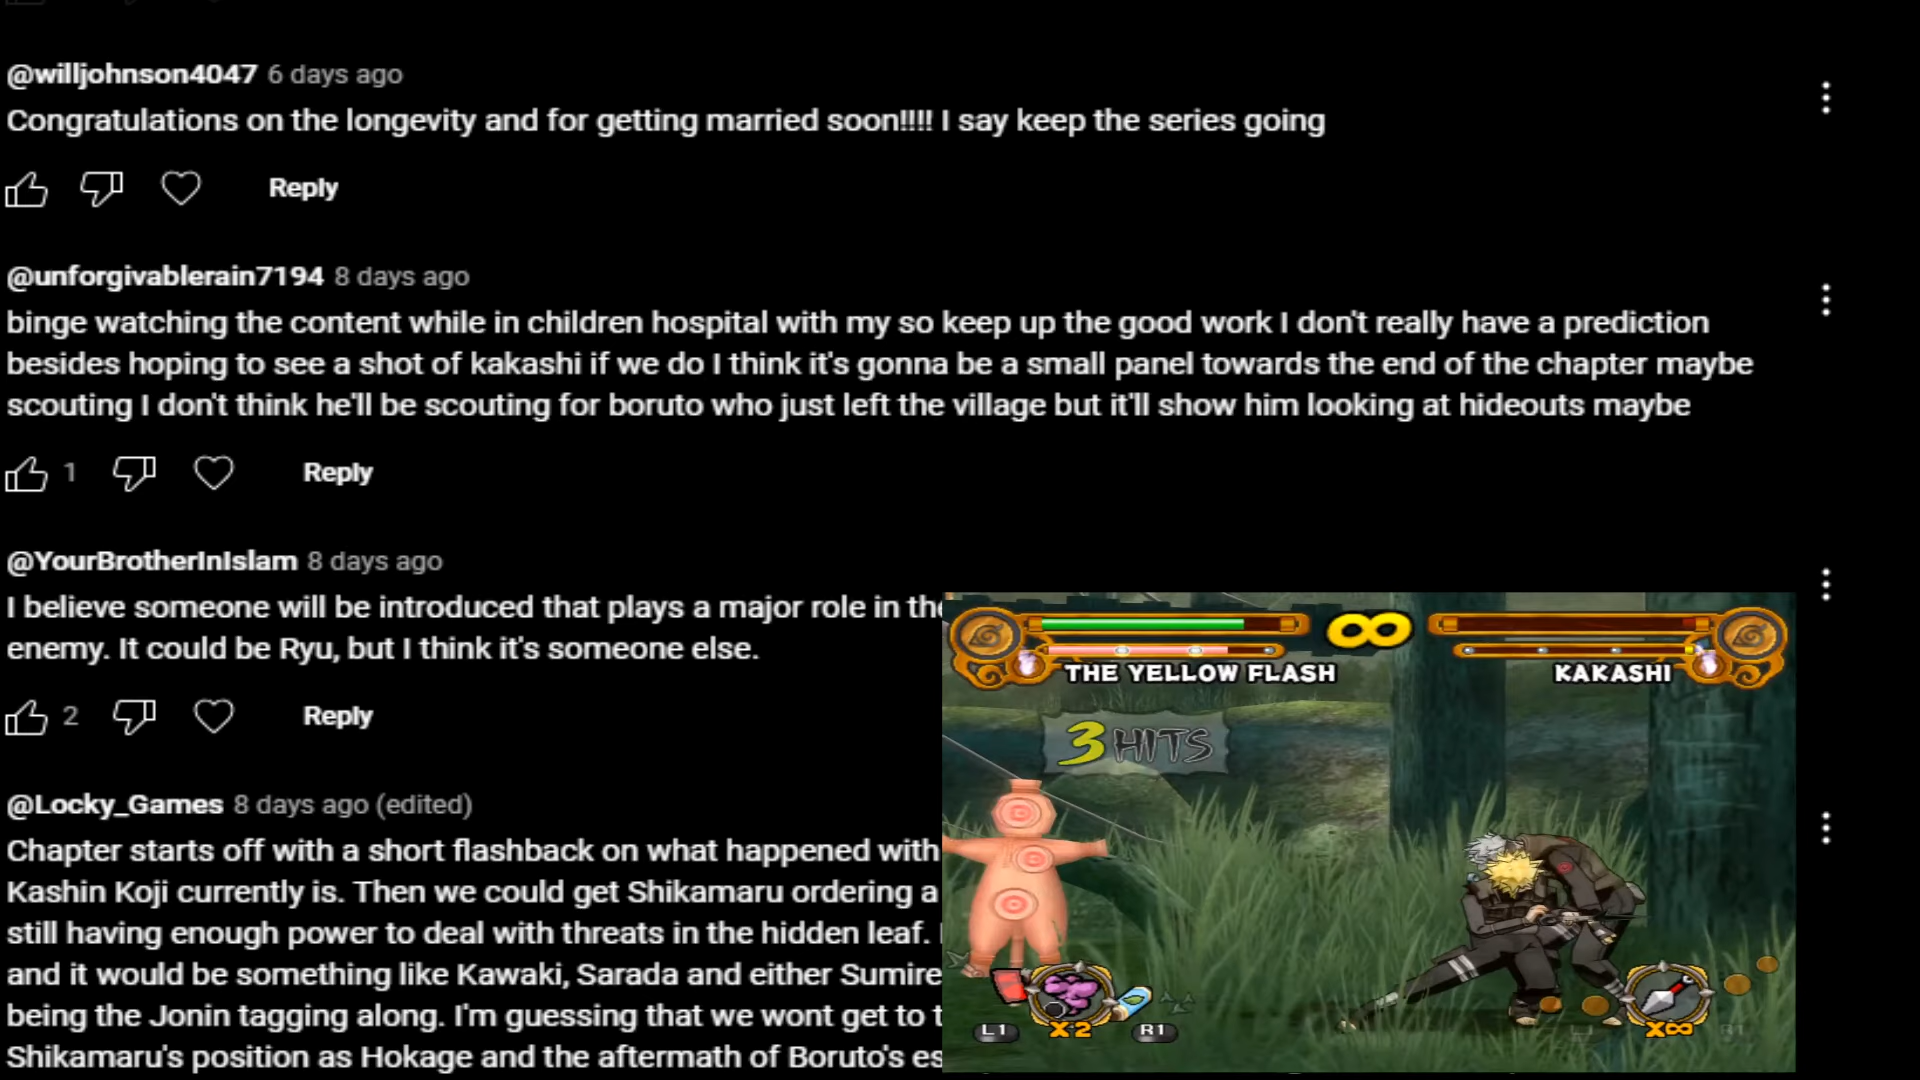 @willjohnson4047 6 days ago
Congratulations on the longevity and for getting married soon!!!! I say keep the series going
Reply
@unforgivablerain7194 8 days ago
binge watching the content while in children hospital with my so keep up the good work I don't really have a prediction
besides hoping to see a shot of kakashi if we do I think it's gonna be a small panel towards the end of the chapter maybe
scouting I don't think he'll be scouting for boruto who just left the village but it'll show him looking at hideouts maybe
1 Reply
@YourBrotherInIslam 8 days ago
I believe someone will be introduced that plays a major role in the
enemy. It could be Ryu, but I think it's someone else.
2 Reply
@Locky_Games 8 days ago (edited)
Chapter starts off with a short flashback on what happened with
Kashin Koji currently is. Then we could get Shikamaru ordering a
still having enough power to deal with threats in the hidden leaf.
and it would be something like Kawaki, Sarada and either Sumire
being the Jonin tagging along. I'm guessing that we wont get to
Shikamaru's position as Hokage and the aftermath of Boruto's
THE YELLOW FLASH KAKASHI
3 HITS
L1 X2 R1 X∞ R1